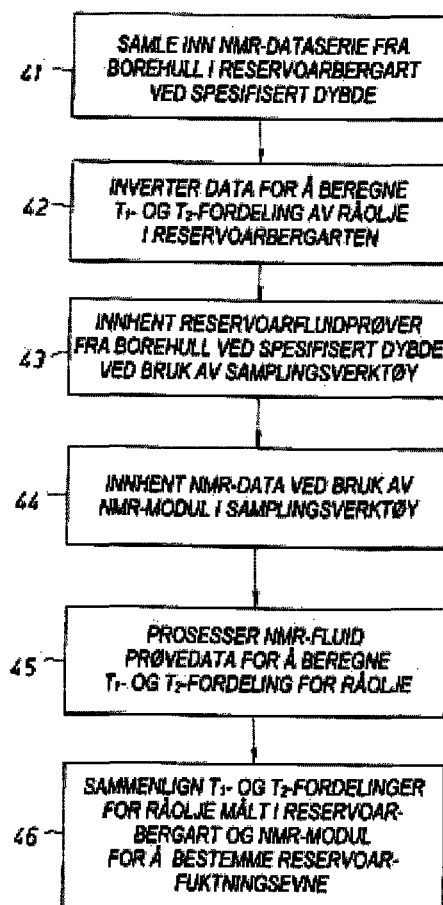 41
SAMLE INN NMR-DATASERIE FRA
BOREHULL I RESERVOARBERGART
VED SPESIFISERT DYBDE
42
INVERTER DATA FOR Å BEREGNE
T₁- OG T₂-FORDELING AV RÅOLJE
I RESERVOARBERGARTEN
43
INNHENT RESERVOARFLUIDPRØVER
FRA BOREHULL VED SPESIFISERT DYBDE
VED BRUK AV SAMPLINGSVERKTØY
44
INNHENT NMR-DATA VED BRUK AV
NMR-MODUL I SAMPLINGSVERKTØY
45
PROSESSER NMR-FLUID
PRØVEDATA FOR Å BEREGNE
T₁- OG T₂-FORDELING FOR RÅOLJE
46
SAMMENLIGN T₁- OG T₂-FORDELINGER
FOR RÅOLJE MÅLT I RESERVOAR-
BERGART OG NMR-MODUL
FOR Å BESTEMME RESERVOAR-
FUKTNINGSEVNE